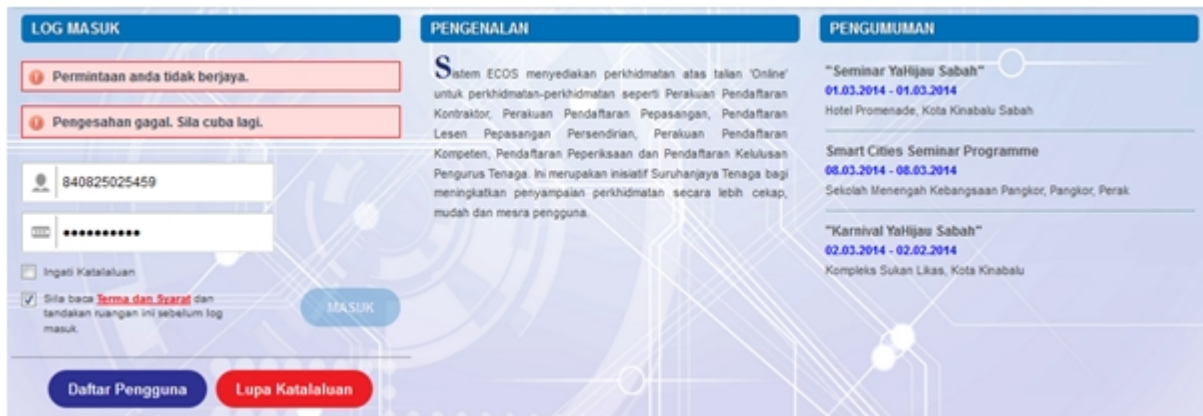 LOG MASUK
Permintaan anda tidak berjaya.
Pengesahan gagal. Sila cuba lagi.
840825025459
••••••••••
Ingati Katalaluan
Sila baca Terma dan Syarat dan
tandakan ruangan ini sebelum log
masuk.
MASUK
Daftar Pengguna
Lupa Katalaluan
PENGENALAN
Sistem ECOS menyediakan perkhidmatan atas talian 'Online'
untuk perkhidmatan-perkhidmatan seperti Perakuan Pendaftaran
Kontraktor, Perakuan Pendaftaran Pepasangan, Pendaftaran
Lesen Pepasangan Persendirian, Perakuan Pendaftaran
Kompeten, Pendaftaran Peperiksaan dan Pendaftaran Kelulusan
Pengurus Tenaga. Ini merupakan inisiatif Suruhanjaya Tenaga bagi
meningkatkan penyampaian perkhidmatan secara lebih cekap,
mudah dan mesra pengguna.
PENGUMUMAN
"Seminar YaHijau Sabah"
01.03.2014 - 01.03.2014
Hotel Promenade, Kota Kinabalu Sabah
Smart Cities Seminar Programme
08.03.2014 - 08.03.2014
Sekolah Menengah Kebangsaan Pangkor, Pangkor, Perak
"Karnival YaHijau Sabah"
02.03.2014 - 02.02.2014
Kompleks Sukan Likas, Kota Kinabalu